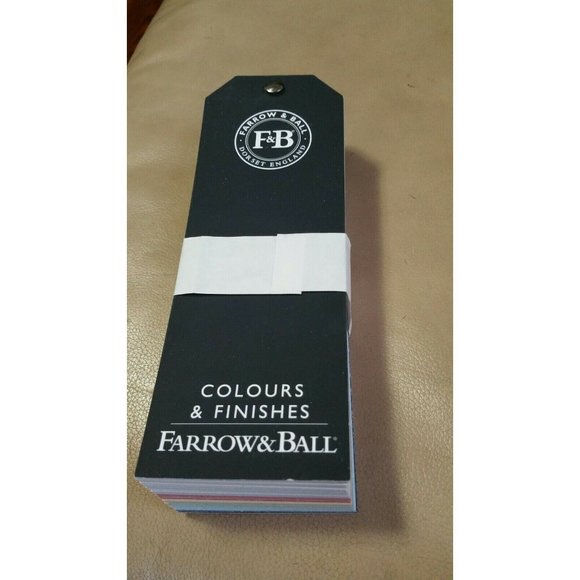 FARROW & BALL
F&B
DORSET ENGLAND
COLOURS
& FINISHES
FARROW&BALL®